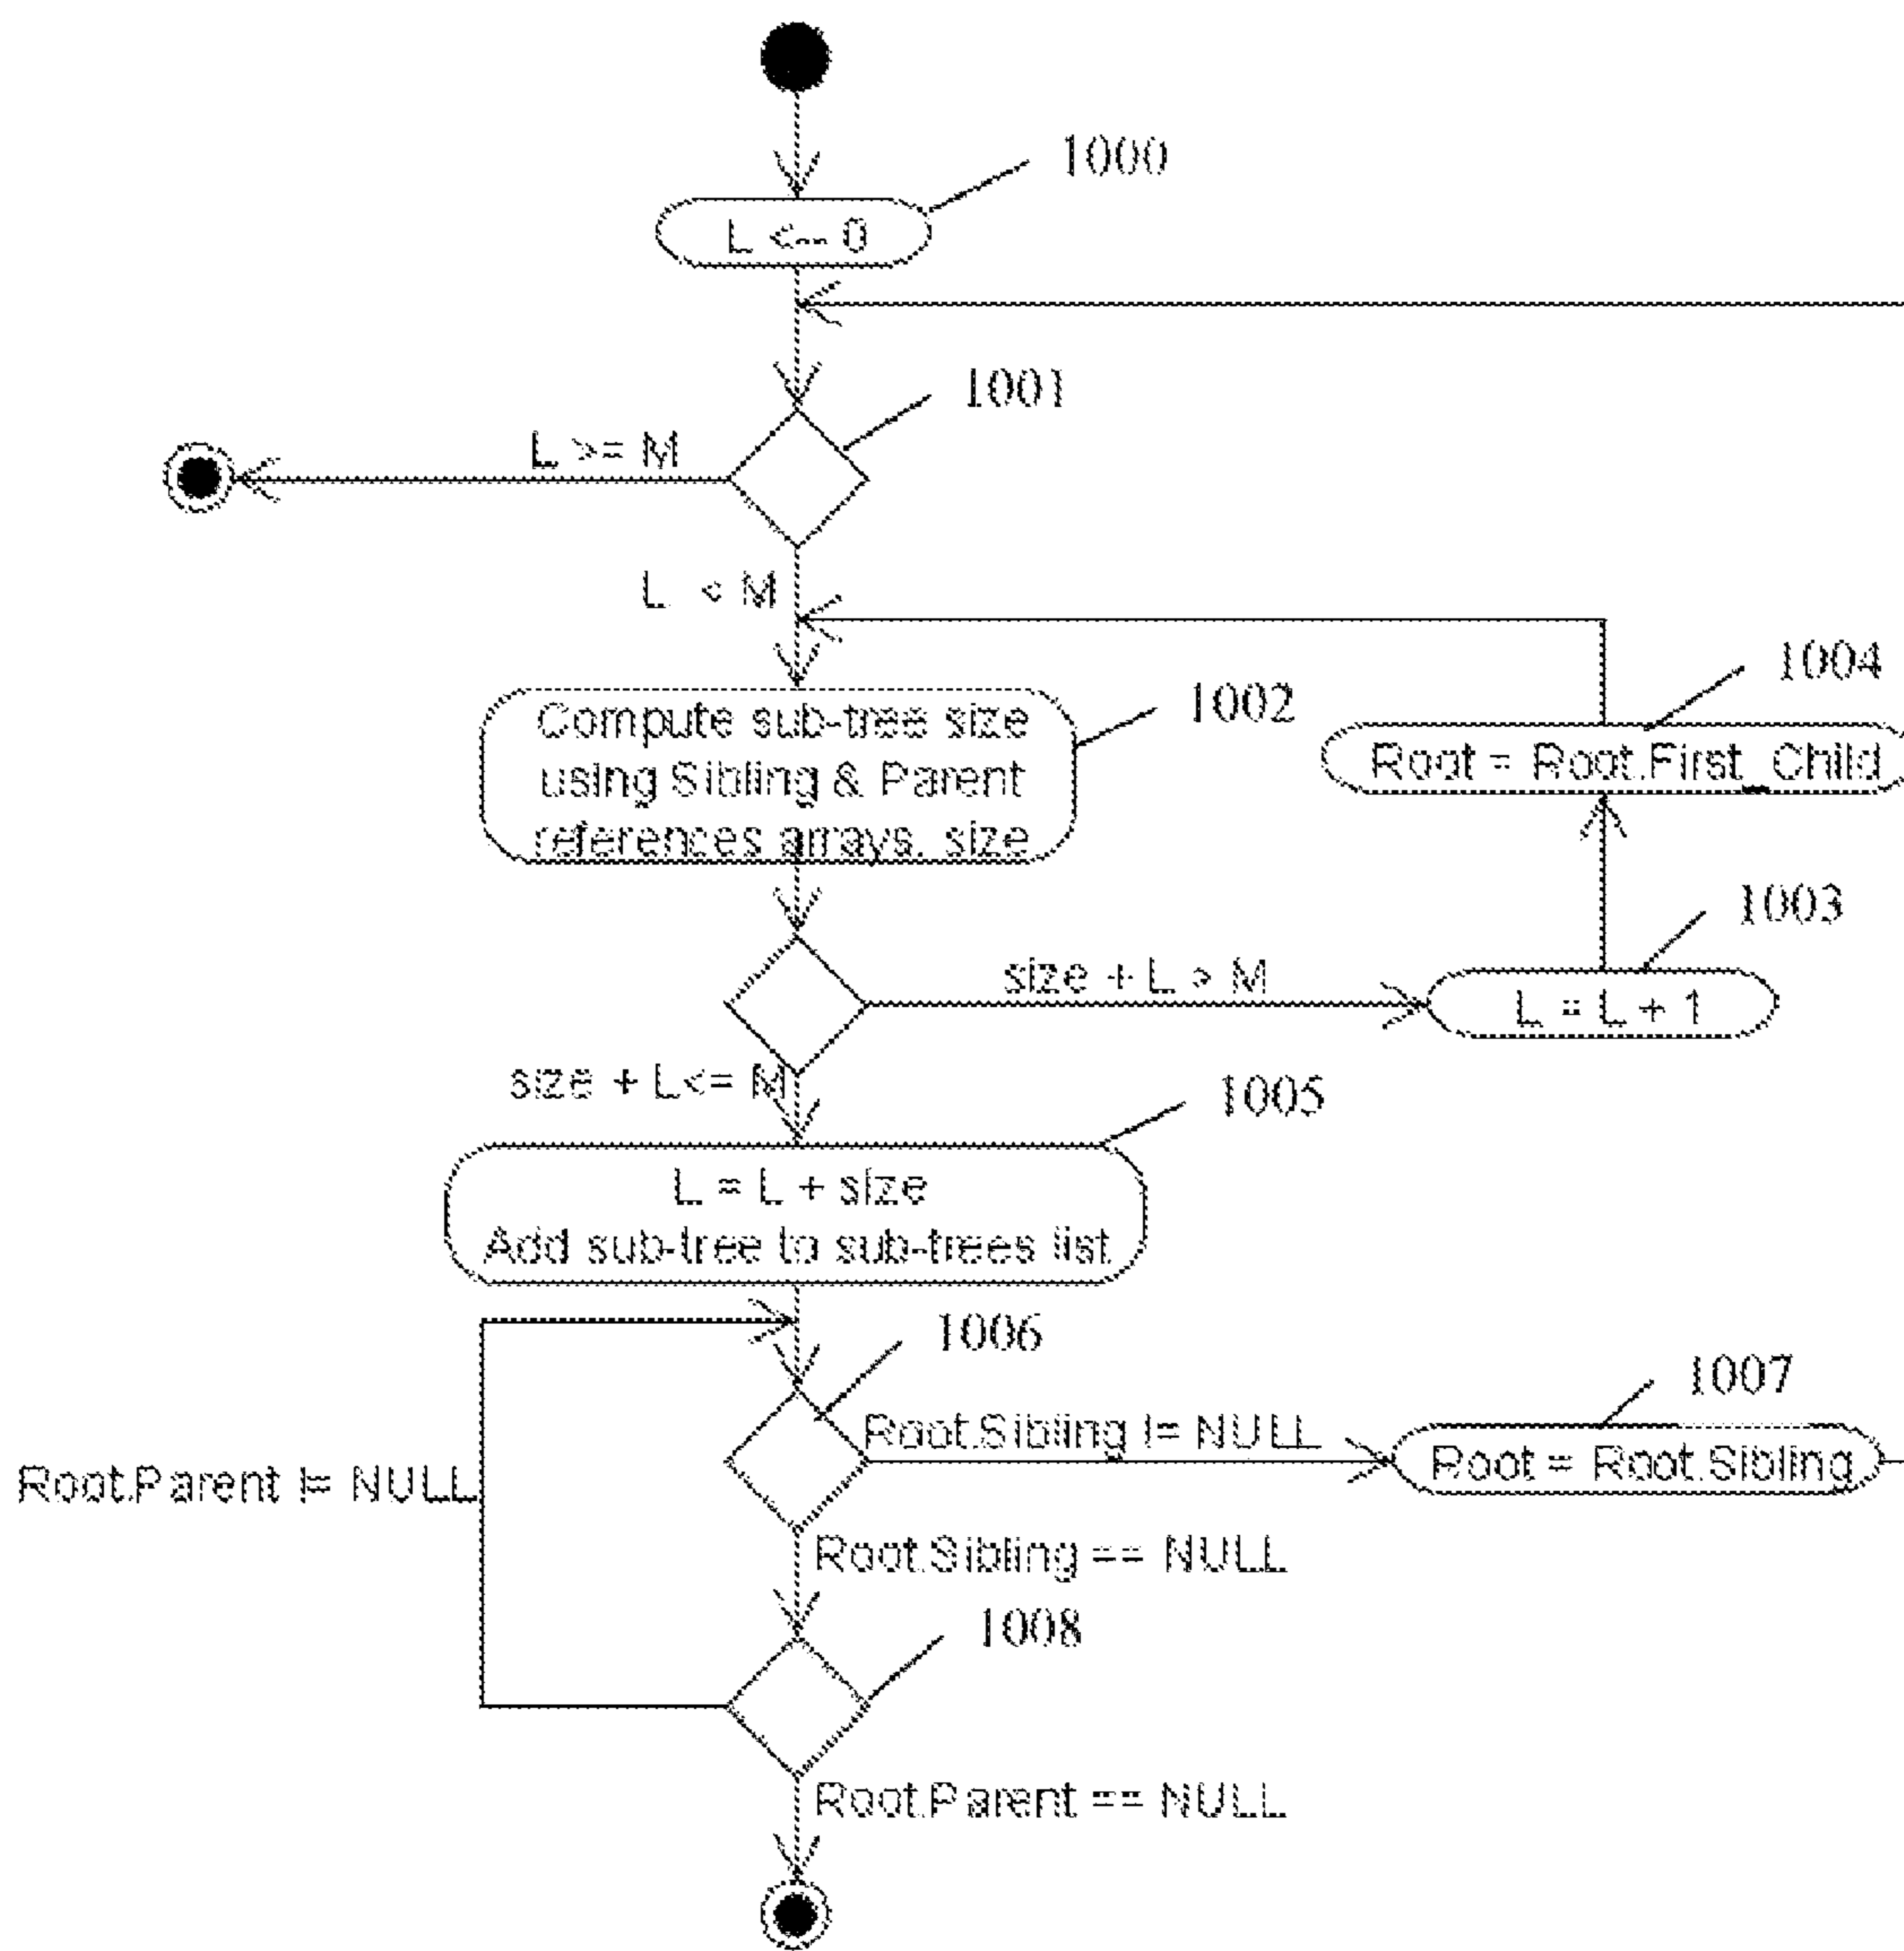 1000
L <-- 0
1001
L >= M
L < M
1004
1002
Compute sub-tree size
using Sibling & Parent
references arrays, size
Root = Root.First_Child
1003
size + L > M
L = L + 1
size + L<= M
1005
L = L + size
Add sub-tree to sub-trees list
1006
1007
Root.Sibling != NULL
Root = Root.Sibling
Root.Parent != NULL
Root.Sibling == NULL
1008
Root.Parent == NULL